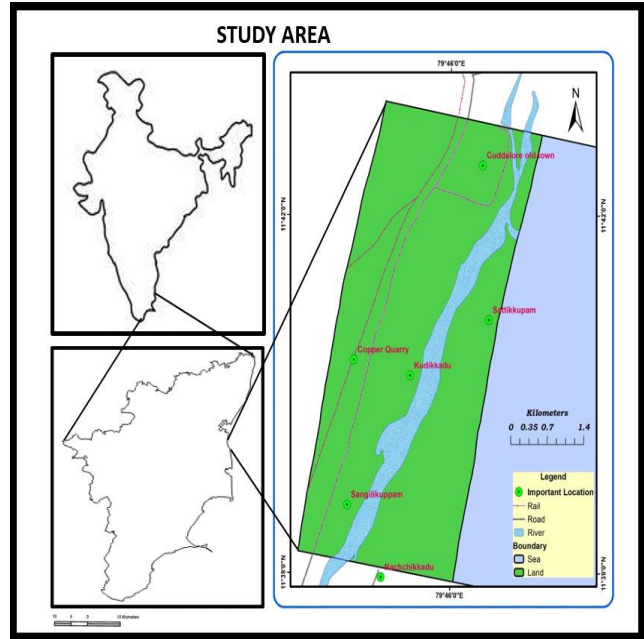 STUDY AREA
79°46'0"E
N
Cuddalore old town
11°42'0"N
11°42'0"N
Sittikkupam
Copper Quarry
Kudikkadu
Kilometers
0 0.35 0.7 1.4
Sangilikuppam
Nochchikkadu
Legend
Important Location
Rail
Road
River
Boundary
Sea
Land
11°39'0"N
11°39'0"N
79°46'0"E
10 5 0 10 Kilometers